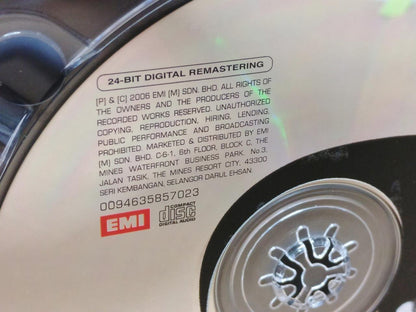 24-BIT DIGITAL REMASTERING
[P] & [C] 2006 EMI [M] SDN. BHD. ALL RIGHTS OF
THE OWNERS AND THE PRODUCERS OF THE
RECORDED WORKS RESERVED. UNAUTHORIZED
COPYING, REPRODUCTION, HIRING, LENDING,
PUBLIC PERFORMANCE AND BROADCASTING
PROHIBITED. MARKETED & DISTRIBUTED BY EMI
[M] SDN. BHD. C-6-1, 6th FLOOR, BLOCK C, THE
MINES WATERFRONT BUSINESS PARK. No.3,
JALAN TASIK, THE MINES RESORT CITY, 43300
SERI KEMBANGAN, SELANGOR DARUL EHSAN.
0094635857023
EMI
COMPACT
disc
DIGITAL AUDIO